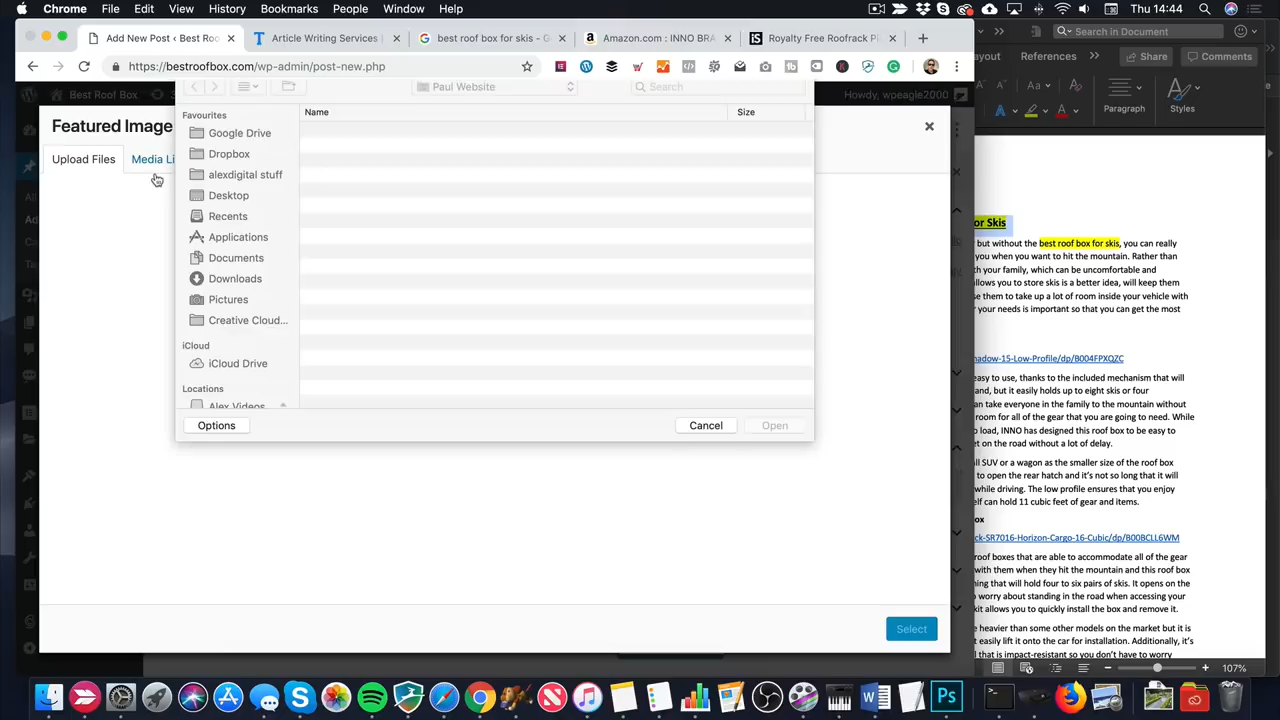 Chrome File Edit View History Bookmarks People Window Help
Thu 14:44
Add New Post ‹ Best Roo
Article Writing Services
best roof box for skis - G
Amazon.com : INNO BRA
Royalty Free Roofrack P
https://bestroofbox.com/wp-admin/post-new.php
Search in Document
References
Share
Comments
Best Roof Box
Howdy, wpeagle2000
Paul Website
Search
Paragraph
Styles
Featured Image
Upload Files
Media Li
Favourites
Google Drive
Dropbox
alexdigital stuff
Desktop
Recents
Applications
Documents
Downloads
Pictures
Creative Cloud...
iCloud
iCloud Drive
Locations
Alex Videos
Name
Size
Options
Cancel
Open
Select
or Skis
but without the best roof box for skis, you can really
you when you want to hit the mountain. Rather than
th your family, which can be uncomfortable and
allows you to store skis is a better idea, will keep them
se them to take up a lot of room inside your vehicle with
r your needs is important so that you can get the most
hadow-15-Low-Profile/dp/B004FPXQZC
easy to use, thanks to the included mechanism that will
and, but it easily holds up to eight skis or four
an take everyone in the family to the mountain without
room for all of the gear that you are going to need. While
o load, INNO has designed this roof box to be easy to
et on the road without a lot of delay.
all SUV or a wagon as the smaller size of the roof box
to open the rear hatch and it's not so long that it will
while driving. The low profile ensures that you enjoy
elf can hold 11 cubic feet of gear and items.
ox
ck-SR7016-Horizon-Cargo-16-Cubic/dp/B00BCLL6WM
roof boxes that are able to accommodate all of the gear
with them when they hit the mountain and this roof box
ning that will hold four to six pairs of skis. It opens on the
o worry about standing in the road when accessing your
kit allows you to quickly install the box and remove it.
e heavier than some other models on the market but it is
t easily lift it onto the car for installation. Additionally, it's
l that is impact-resistant so you don't have to worry
107%